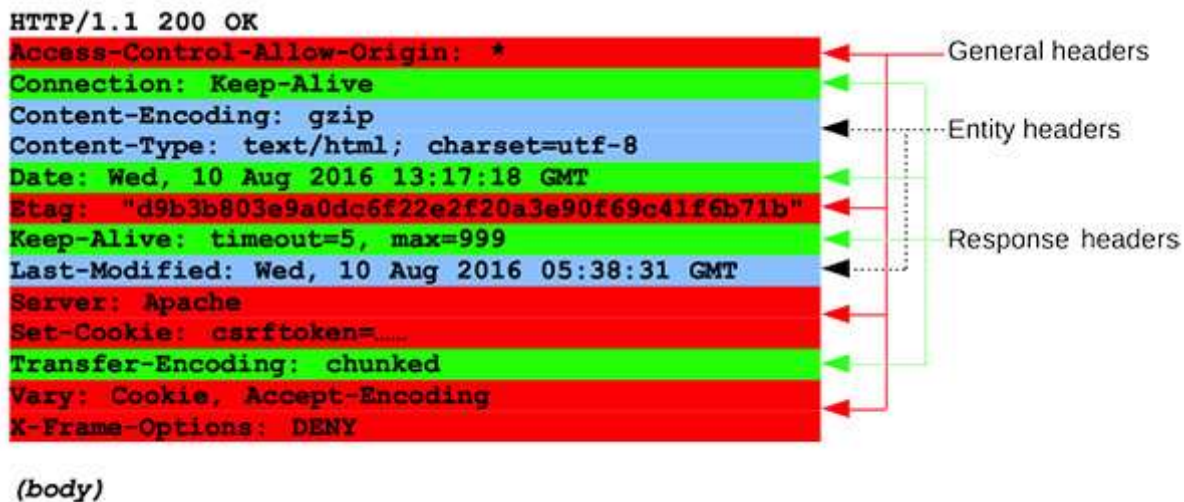 HTTP/1.1 200 OK
Access-Control-Allow-Origin: *
Connection: Keep-Alive
Content-Encoding: gzip
Content-Type: text/html; charset=utf-8
Date: Wed, 10 Aug 2016 13:17:18 GMT
Etag: "d9b3b803e9a0dc6f22e2f20a3e90f69c41f6b71b"
Keep-Alive: timeout=5, max=999
Last-Modified: Wed, 10 Aug 2016 05:38:31 GMT
Server: Apache
Set-Cookie: csrftoken=……
Transfer-Encoding: chunked
Vary: Cookie, Accept-Encoding
X-Frame-Options: DENY
(body)
General headers
Entity headers
Response headers